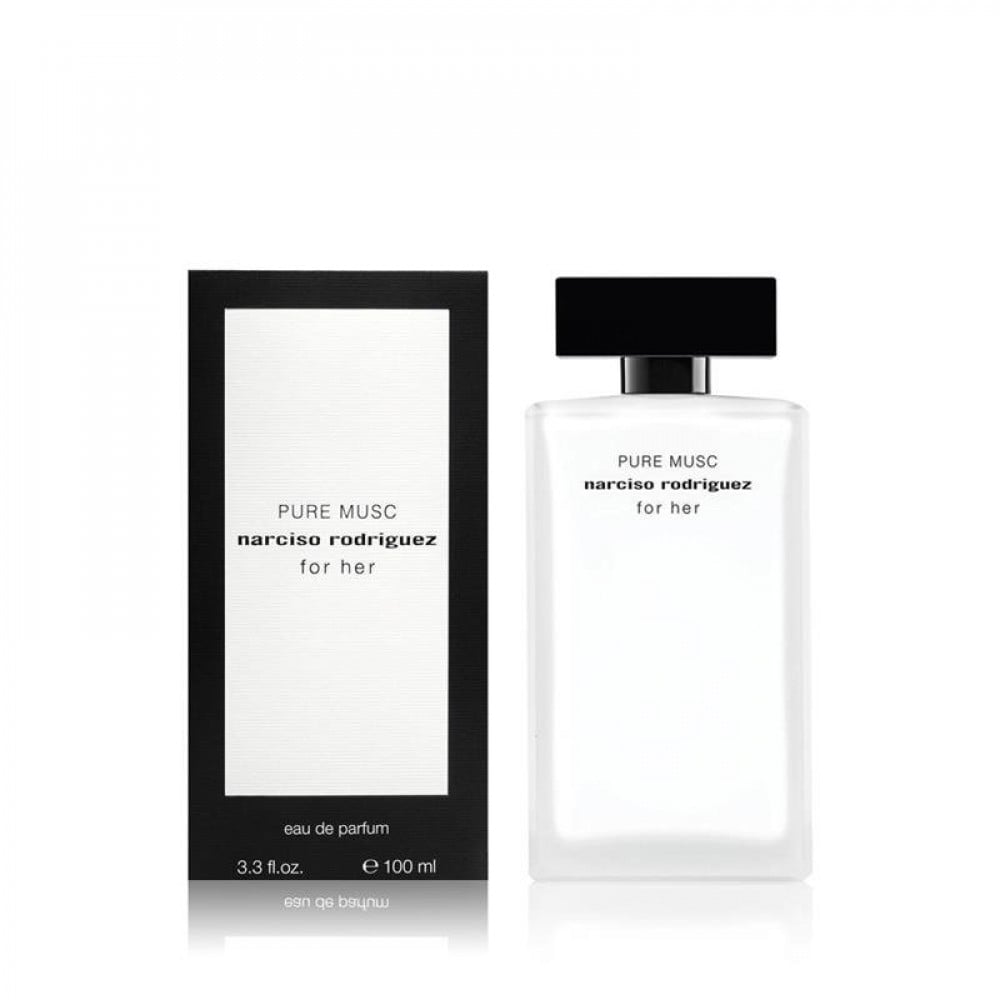 PURE MUSC
narciso rodriguez
for her
eau de parfum
3.3 fl.oz. ℮ 100 ml
PURE MUSC
narciso rodriguez
for her